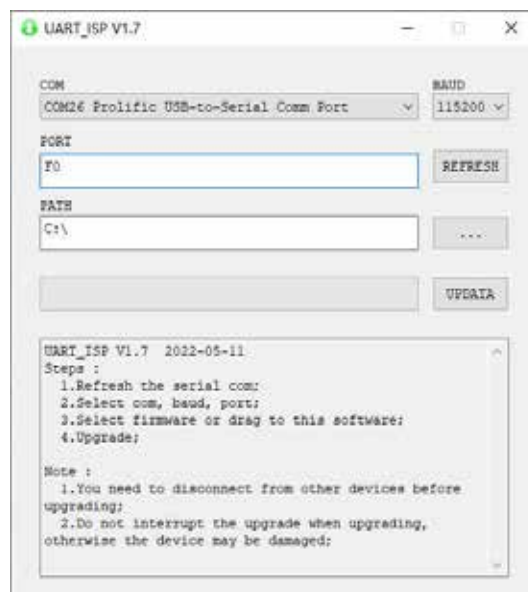 UART_ISP V1.7
COM
BAUD
COM26 Prolific USB-to-Serial Comm Port
115200
PORT
F0
REFRESH
PATH
C:\
...
UPDATA
UART_ISP V1.7 2022-05-11
Steps :
1.Refresh the serial com;
2.Select com, baud, port;
3.Select firmware or drag to this software;
4.Upgrade;
Note :
1.You need to disconnect from other devices before
upgrading;
2.Do not interrupt the upgrade when upgrading,
otherwise the device may be damaged;